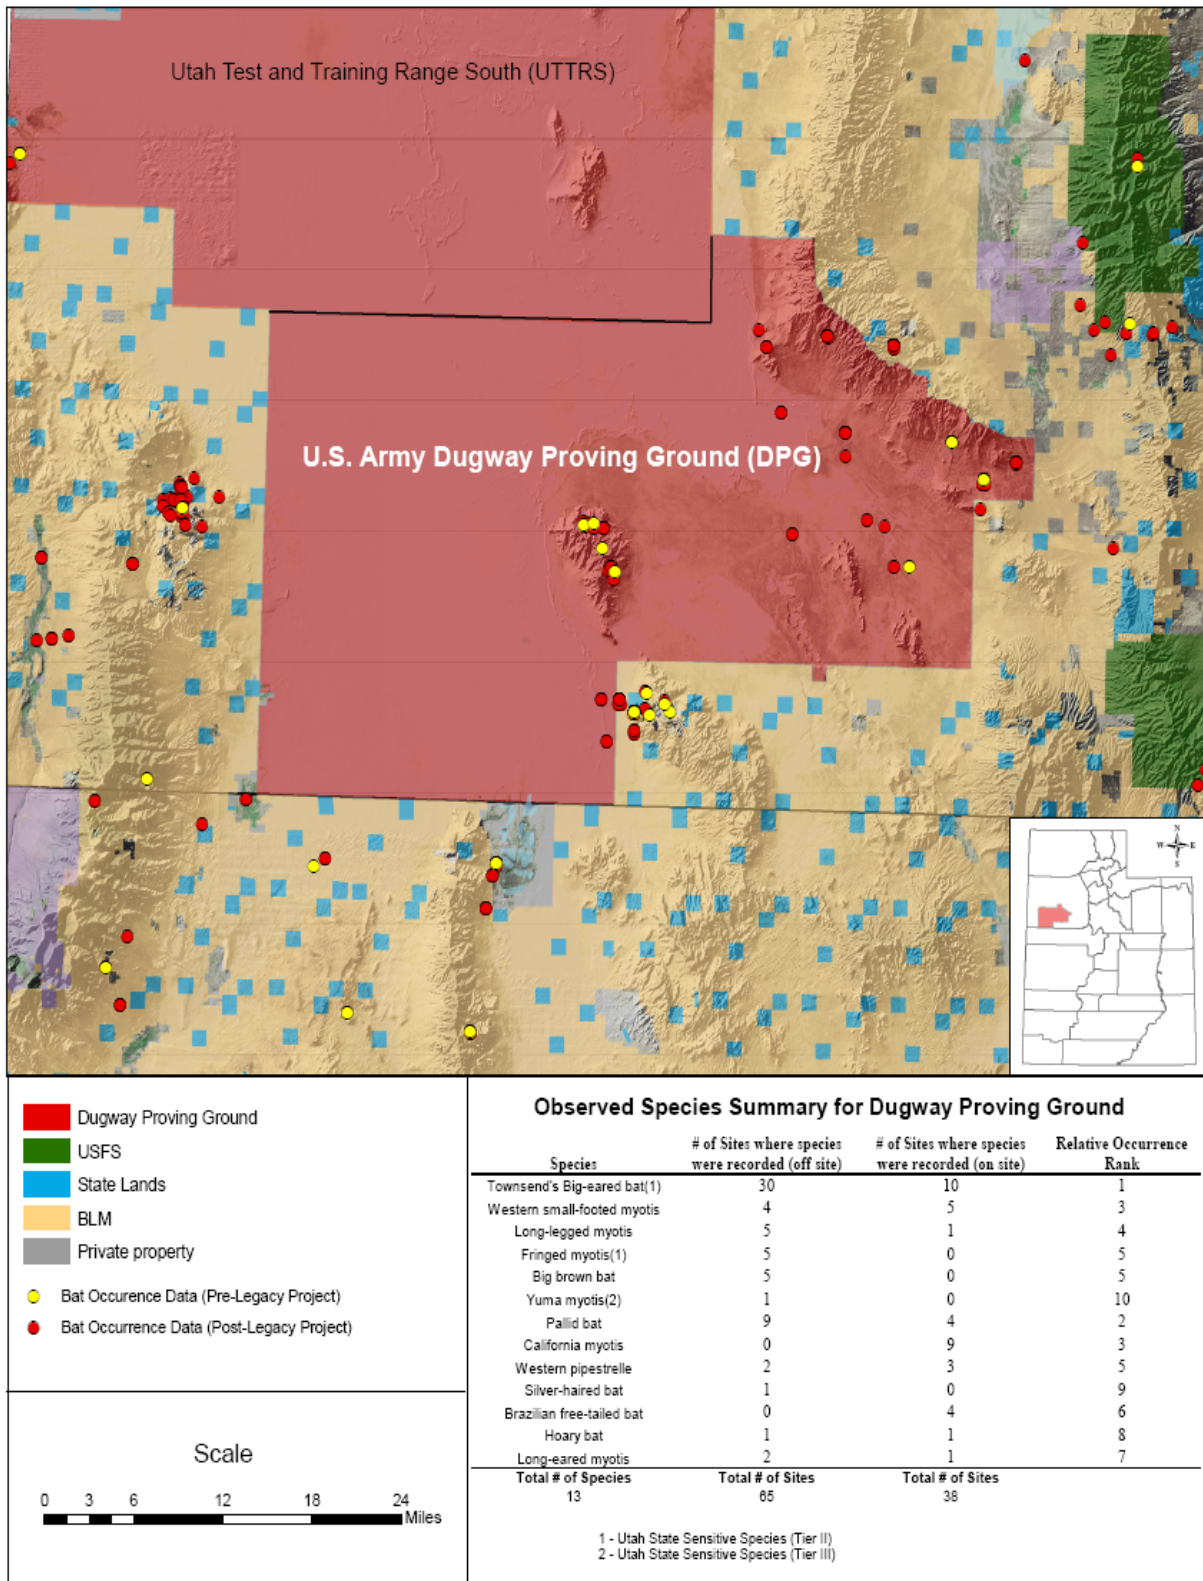 Utah Test and Training Range South (UTTRS)
U.S. Army Dugway Proving Ground (DPG)
N
W E
S
Dugway Proving Ground
USFS
State Lands
BLM
Private property
Bat Occurence Data (Pre-Legacy Project)
Bat Occurrence Data (Post-Legacy Project)
Scale
0 3 6 12 18 24
Miles
Observed Species Summary for Dugway Proving Ground
# of Sites where species # of Sites where species Relative Occurrence
Species were recorded (off site) were recorded (on site) Rank
Townsend's Big-eared bat(1) 30 10 1
Western small-footed myotis 4 5 3
Long-legged myotis 5 1 4
Fringed myotis(1) 5 0 5
Big brown bat 5 0 5
Yuma myotis(2) 1 0 10
Pallid bat 9 4 2
California myotis 0 9 3
Western pipestrelle 2 3 5
Silver-haired bat 1 0 9
Brazilian free-tailed bat 0 4 6
Hoary bat 1 1 8
Long-eared myotis 2 1 7
Total # of Species Total # of Sites Total # of Sites
13 65 38
1 - Utah State Sensitive Species (Tier II)
2 - Utah State Sensitive Species (Tier III)